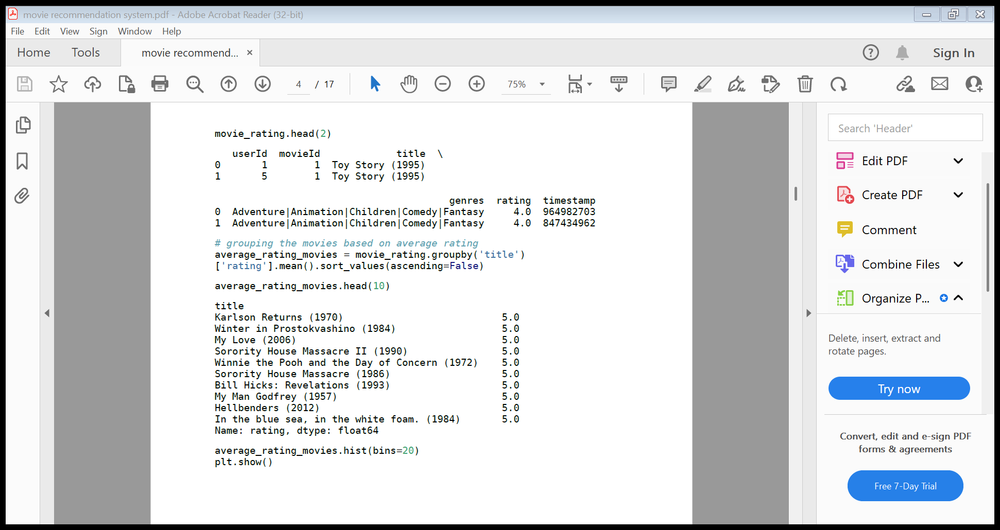 movie recommendation system.pdf - Adobe Acrobat Reader (32-bit)
File Edit View Sign Window Help
Home Tools movie recommend... × ? Sign In
4 / 17 75%
movie_rating.head(2)
userId movieId title \
0 1 1 Toy Story (1995)
1 5 1 Toy Story (1995)
genres rating timestamp
0 Adventure|Animation|Children|Comedy|Fantasy 4.0 964982703
1 Adventure|Animation|Children|Comedy|Fantasy 4.0 847434962
# grouping the movies based on average rating
average_rating_movies = movie_rating.groupby('title')
['rating'].mean().sort_values(ascending=False)
average_rating_movies.head(10)
title
Karlson Returns (1970) 5.0
Winter in Prostokvashino (1984) 5.0
My Love (2006) 5.0
Sorority House Massacre II (1990) 5.0
Winnie the Pooh and the Day of Concern (1972) 5.0
Sorority House Massacre (1986) 5.0
Bill Hicks: Revelations (1993) 5.0
My Man Godfrey (1957) 5.0
Hellbenders (2012) 5.0
In the blue sea, in the white foam. (1984) 5.0
Name: rating, dtype: float64
average_rating_movies.hist(bins=20)
plt.show()
Search 'Header'
Edit PDF
Create PDF
Comment
Combine Files
Organize P...
Delete, insert, extract and
rotate pages.
Try now
Convert, edit and e-sign PDF
forms & agreements
Free 7-Day Trial